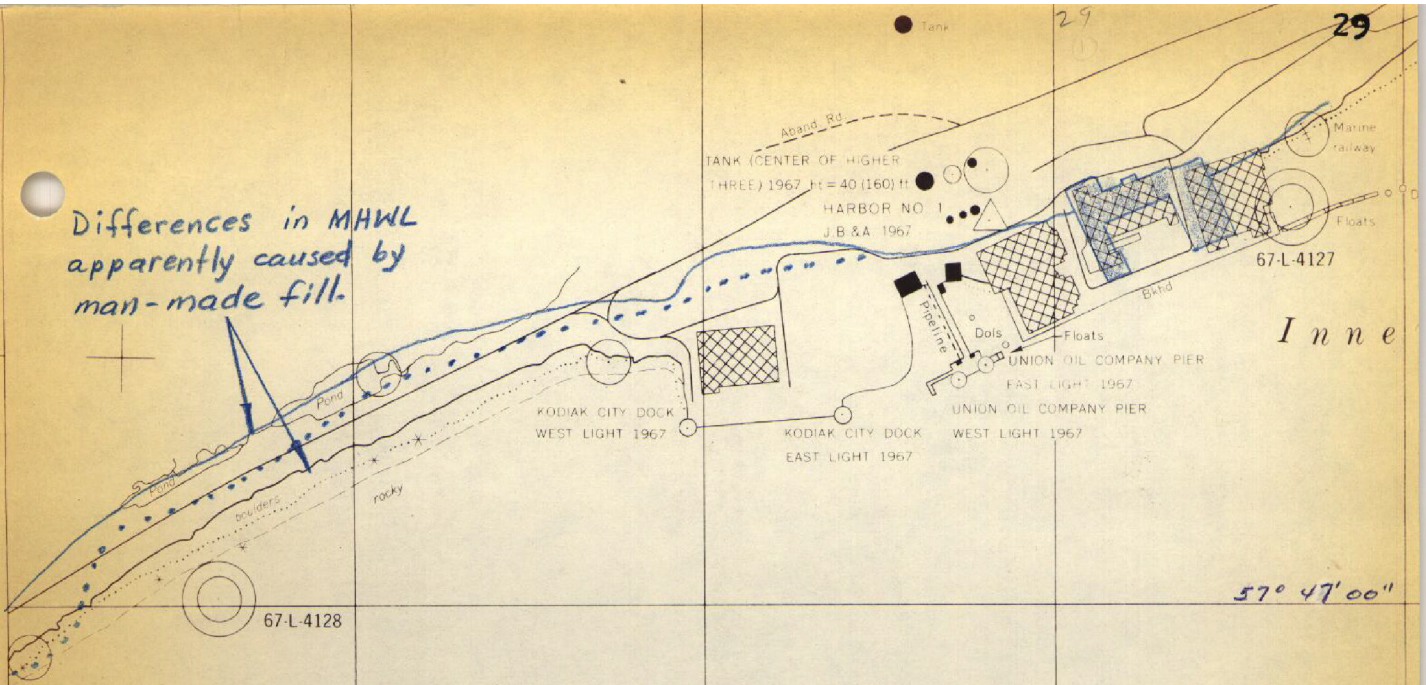 29
29
Tank
Aband Rd
TANK (CENTER OF HIGHER
THREE) 1967 ht = 40 (160) ft
HARBOR NO. 1
J.B.&A. 1967
Marine
railway
Floats
67-L-4127
Differences in MHWL
apparently caused by
man-made fill.
Bkhd
Inne
Pipeline
Dols
Floats
UNION OIL COMPANY PIER
EAST LIGHT 1967
UNION OIL COMPANY PIER
WEST LIGHT 1967
Pond
KODIAK CITY DOCK
WEST LIGHT 1967
KODIAK CITY DOCK
EAST LIGHT 1967
Pond
boulders
rocky
57° 47' 00"
67-L-4128